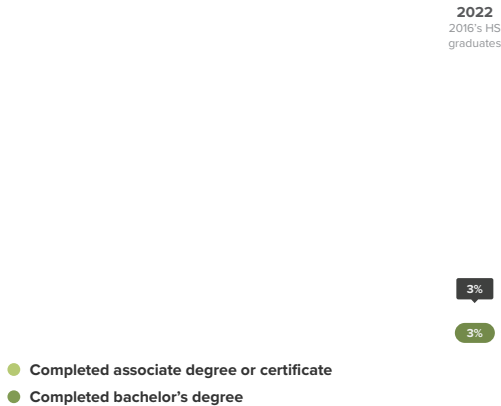 2022
2016's HS
graduates
3%
3%
Completed associate degree or certificate
Completed bachelor's degree